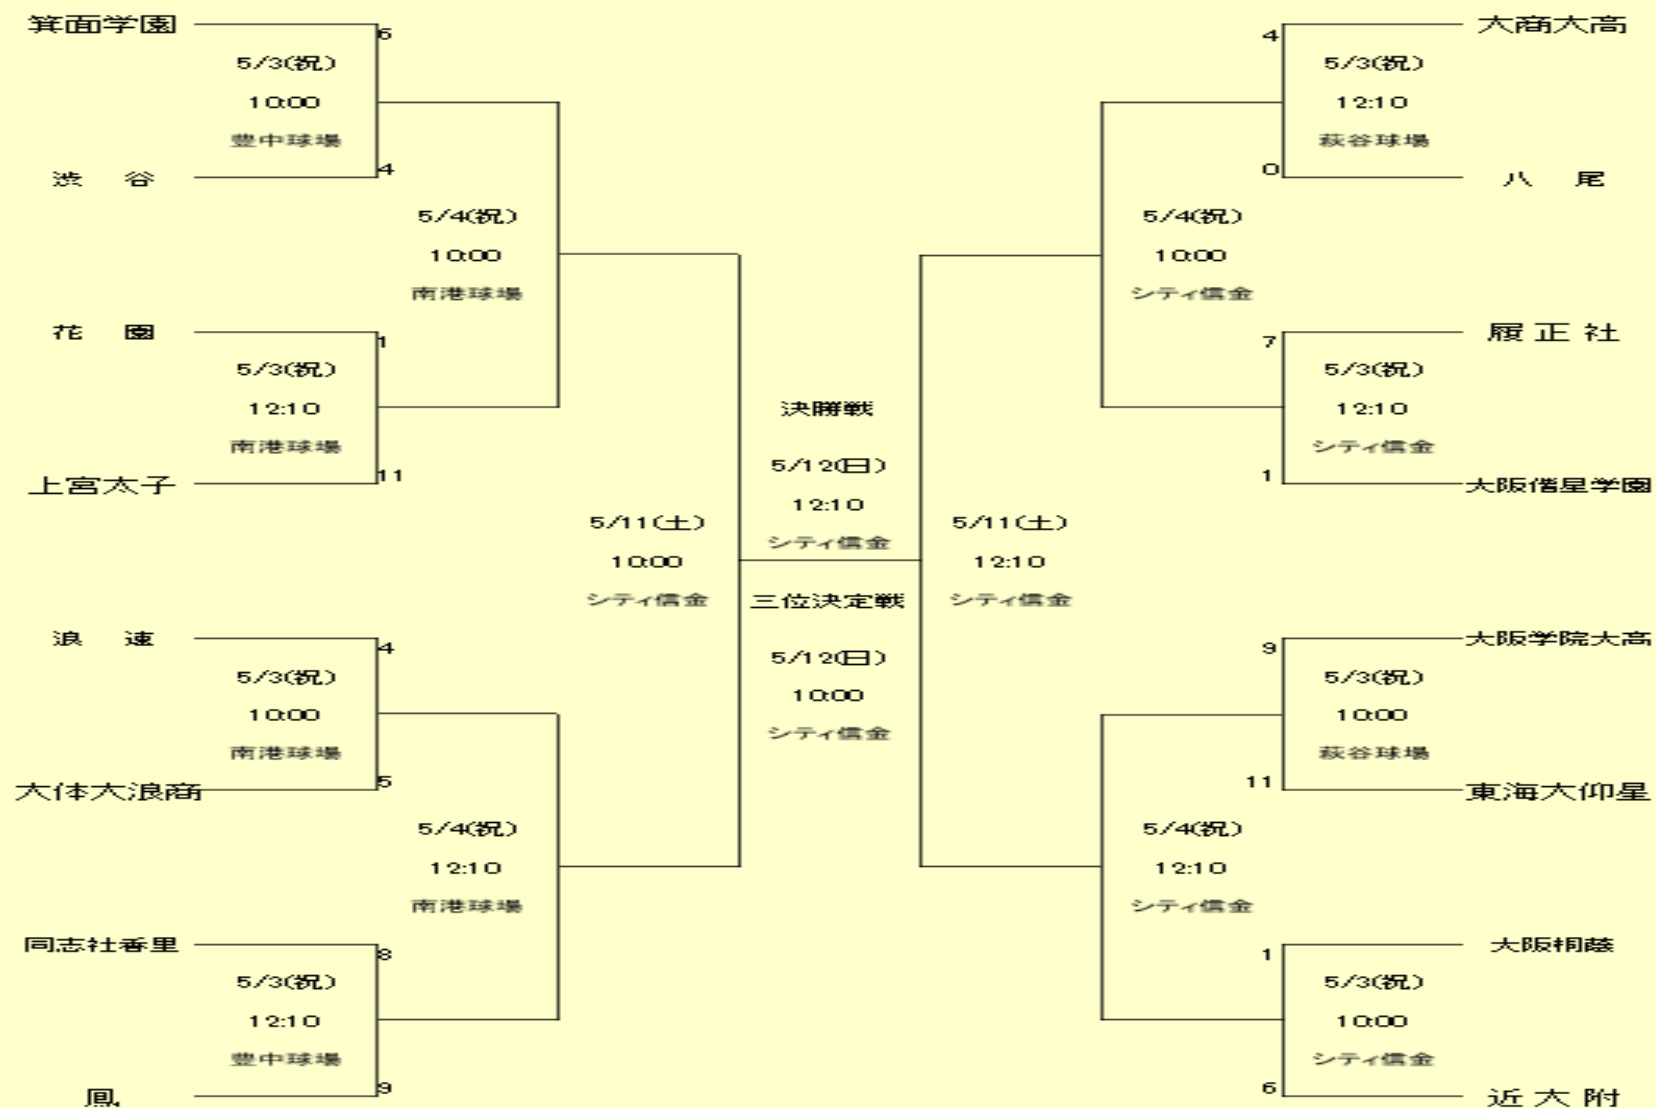 箕面学園
6
5/3(祝)
10:00
豊中球場
渋 谷
4
5/4(祝)
10:00
南港球場
花 園
1
5/3(祝)
12:10
南港球場
上宮太子
11
5/11(土)
10:00
シティ信金
浪 速
4
5/3(祝)
10:00
南港球場
大体大浪商
5
5/4(祝)
12:10
南港球場
同志社香里
8
5/3(祝)
12:10
豊中球場
鳳
9
決勝戦
5/12(日)
12:10
シティ信金
三位決定戦
5/12(日)
10:00
シティ信金
4
大商大高
5/3(祝)
12:10
萩谷球場
0
八 尾
5/4(祝)
10:00
シティ信金
7
履 正 社
5/3(祝)
12:10
シティ信金
1
大阪偕星学園
5/11(土)
12:10
シティ信金
9
大阪学院大高
5/3(祝)
10:00
萩谷球場
11
東海大仰星
5/4(祝)
12:10
シティ信金
1
大阪桐蔭
5/3(祝)
10:00
シティ信金
6
近 大 附